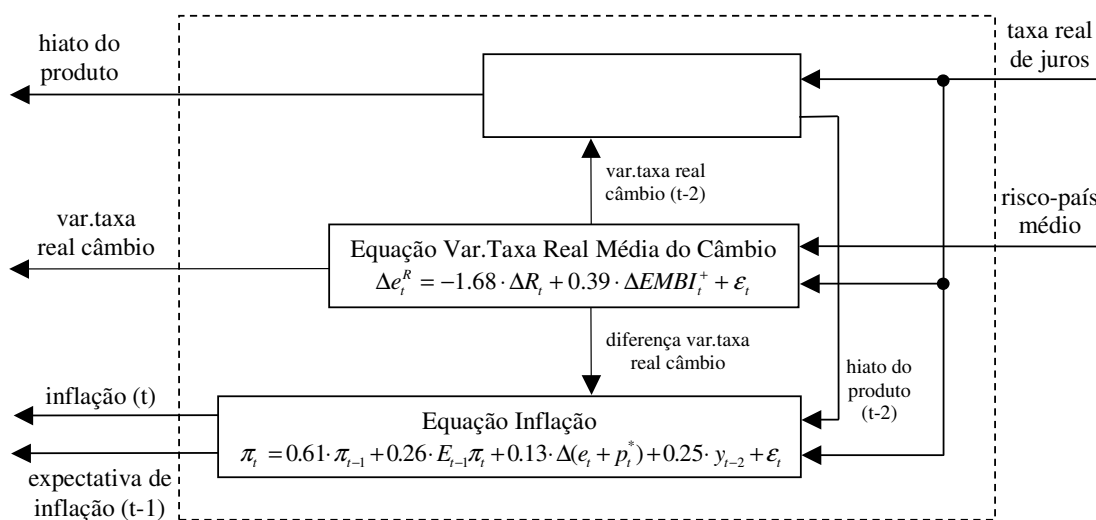 hiato do
produto
taxa real
de juros
var.taxa real
câmbio (t-2)
risco-país
médio
var.taxa
real câmbio
Equação Var.Taxa Real Média do Câmbio
Δe_t^R = −1.68 · ΔR_t + 0.39 · ΔEMBI_t^+ + ε_t
diferença var.taxa
real câmbio
hiato do
produto
(t-2)
inflação (t)
Equação Inflação
π_t = 0.61 · π_{t−1} + 0.26 · E_{t−1}π_t + 0.13 · Δ(e_t + p_t^*) + 0.25 · y_{t−2} + ε_t
expectativa de
inflação (t-1)